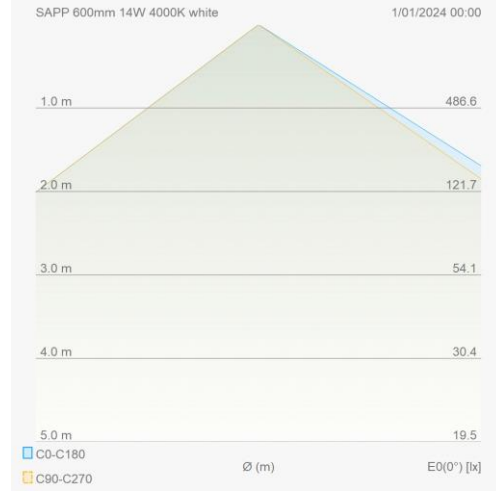 SAPP 600mm 14W 4000K white 1/01/2024 00:00
1.0 m 486.6
2.0 m 121.7
3.0 m 54.1
4.0 m 30.4
5.0 m 19.5
C0-C180
Ø (m) E0(0°) [lx]
C90-C270